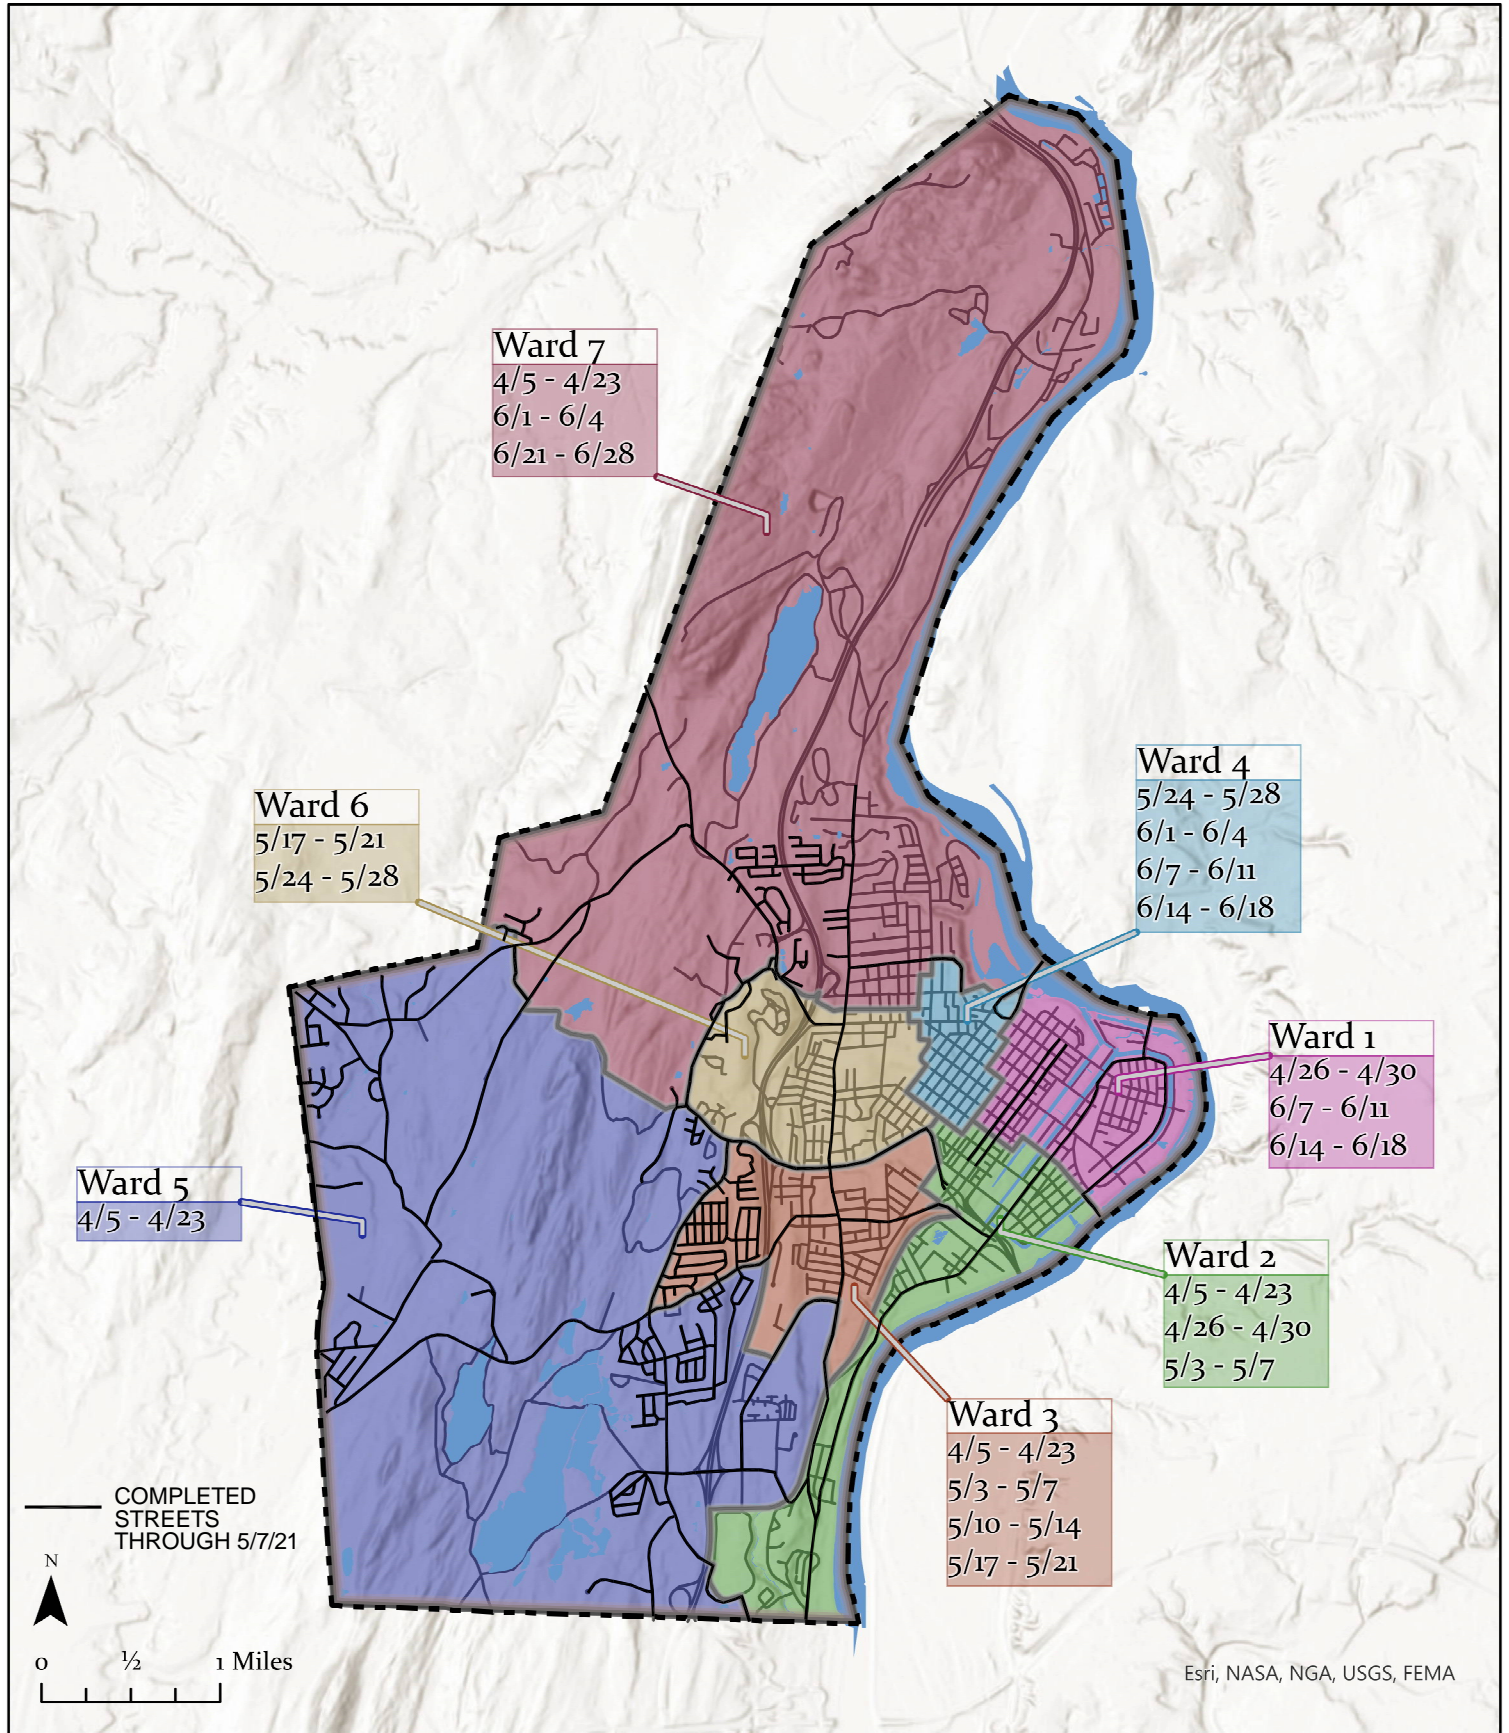 Ward 7
4/5 - 4/23
6/1 - 6/4
6/21 - 6/28
Ward 4
5/24 - 5/28
6/1 - 6/4
6/7 - 6/11
6/14 - 6/18
Ward 6
5/17 - 5/21
5/24 - 5/28
Ward 1
4/26 - 4/30
6/7 - 6/11
6/14 - 6/18
Ward 5
4/5 - 4/23
Ward 2
4/5 - 4/23
4/26 - 4/30
5/3 - 5/7
Ward 3
4/5 - 4/23
5/3 - 5/7
5/10 - 5/14
5/17 - 5/21
COMPLETED
STREETS
THROUGH 5/7/21
N
0 ½ 1 Miles
Esri, NASA, NGA, USGS, FEMA